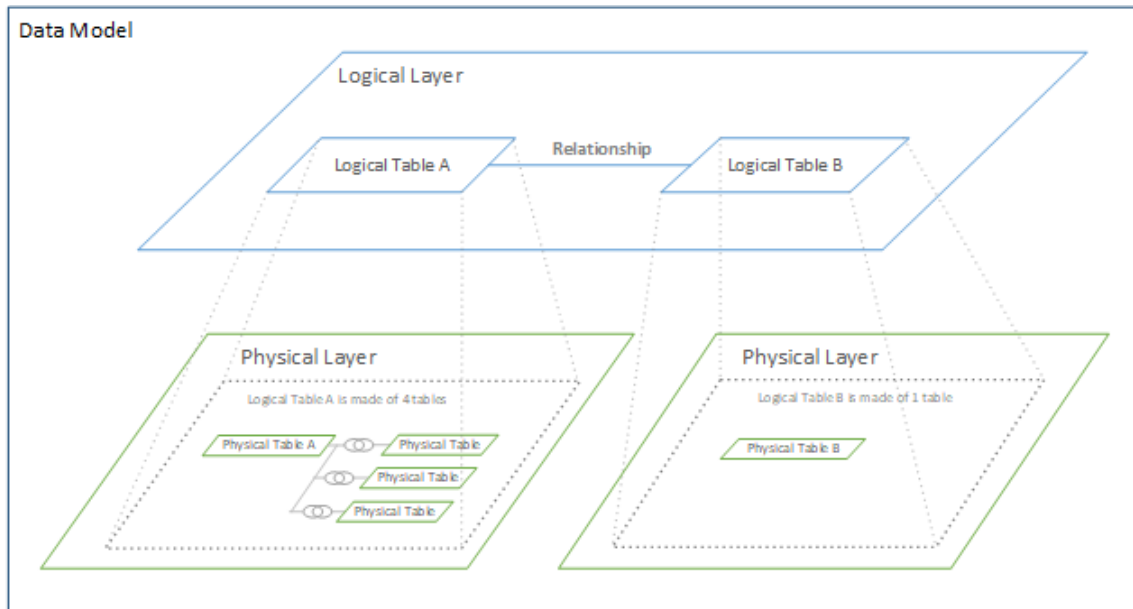 Data Model
Logical Layer
Logical Table A
Relationship
Logical Table B
Physical Layer
Physical Layer
Logical Table A is made of 4 tables
Logical Table B is made of 1 table
Physical Table A
Physical Table
Physical Table B
Physical Table
Physical Table